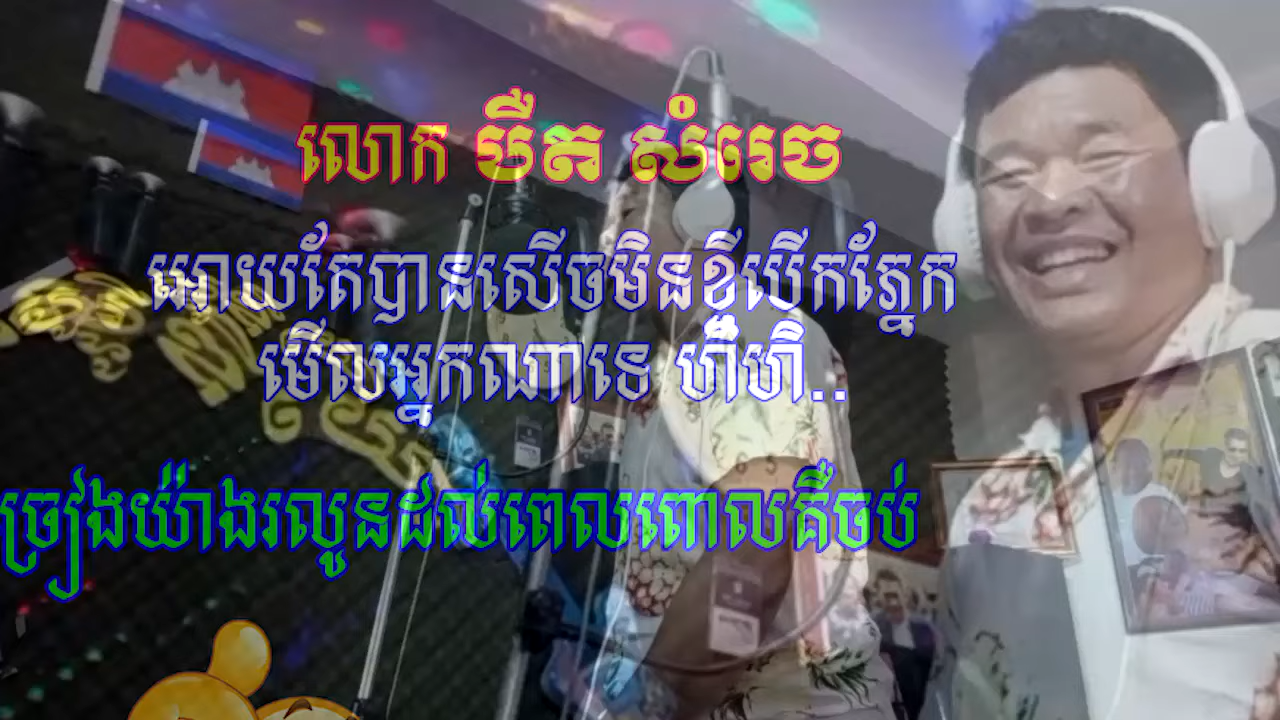 លោក ប៊ឺត សំរេច
អោយតែបានសើចមិនខ្ចីបើកភ្នែក
មើលអ្នកណាទេ ហិហិ..
ច្រៀងយ៉ាងរលូនដល់ពេលពោលគឺចប់